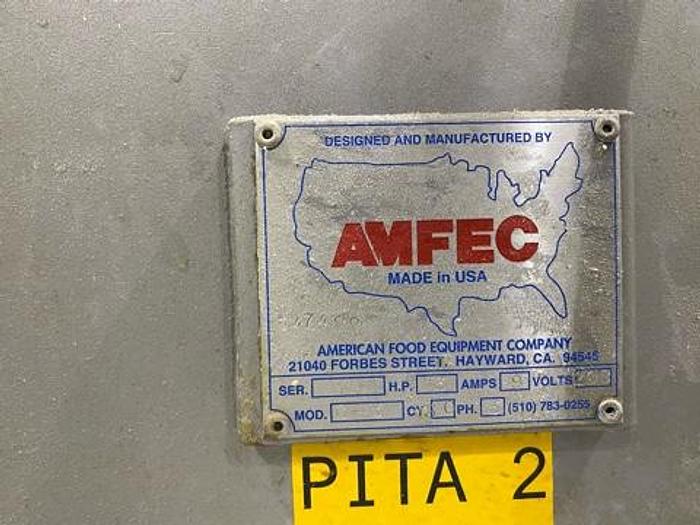 DESIGNED AND MANUFACTURED BY
AMFEC
MADE in USA
AMERICAN FOOD EQUIPMENT COMPANY
21040 FORBES STREET, HAYWARD, CA. 94545
SER. H.P. AMPS VOLTS
MOD. CY. PH. (510) 783-0255
PITA 2